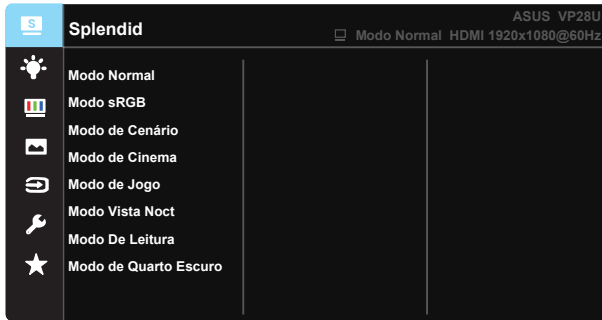 S
Splendid
ASUS VP28U
Modo Normal HDMI 1920x1080@60Hz
Modo Normal
Modo sRGB
Modo de Cenário
Modo de Cinema
Modo de Jogo
Modo Vista Noct
Modo De Leitura
Modo de Quarto Escuro